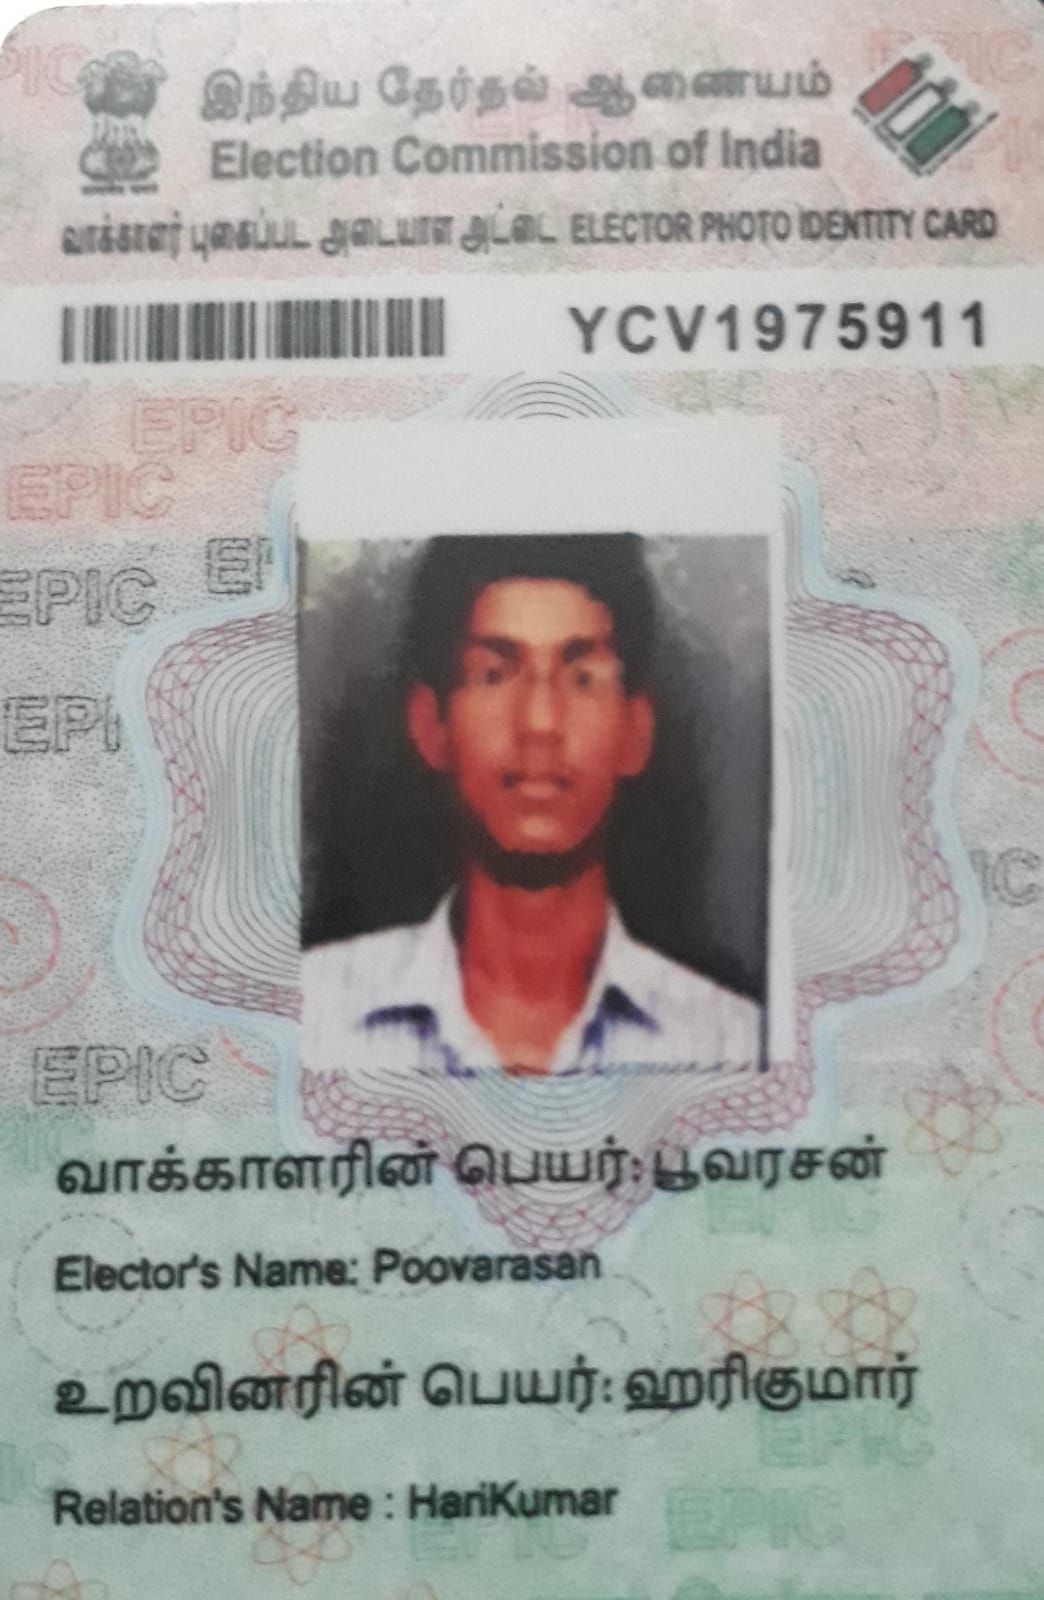 இந்திய தேர்தல் ஆணையம்
Election Commission of India
வாக்காளர் புகைப்பட அடையாள அட்டை ELECTOR PHOTO IDENTITY CARD
YCV1975911
EPIC
EPIC
EPIC
EPIC
வாக்காளரின் பெயர்: பூவரசன்
Elector's Name: Poovarasan
உறவினரின் பெயர்: ஹரிகுமார்
Relation's Name : HariKumar